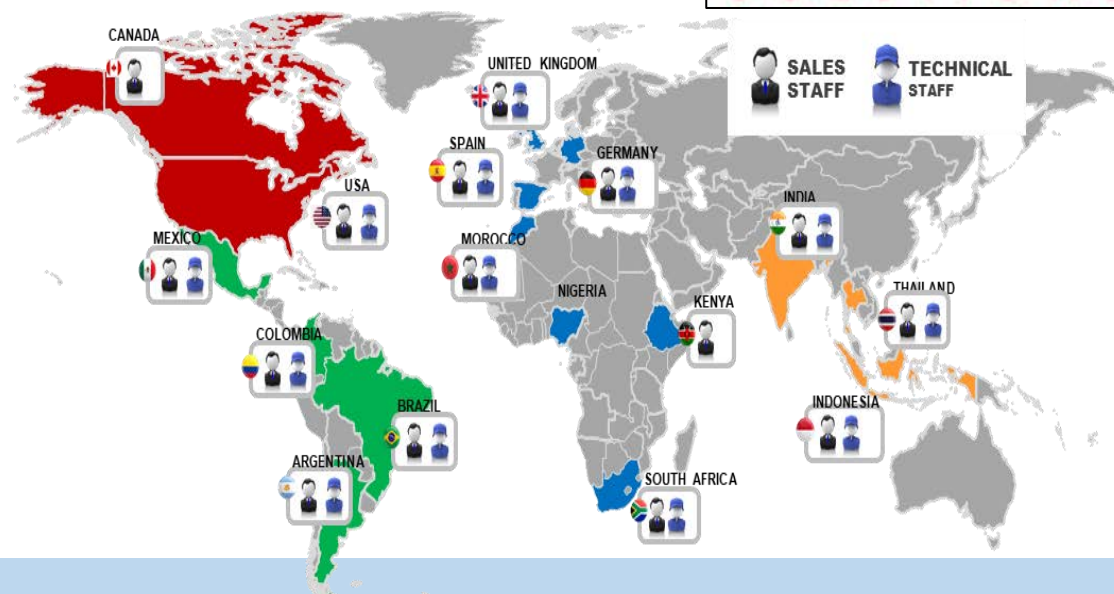 CANADA
UNITED KINGDOM
SALES
STAFF
TECHNICAL
STAFF
SPAIN
GERMANY
USA
INDIA
MEXICO
MOROCCO
NIGERIA
THAILAND
KENYA
COLOMBIA
BRAZIL
INDONESIA
ARGENTINA
SOUTH AFRICA